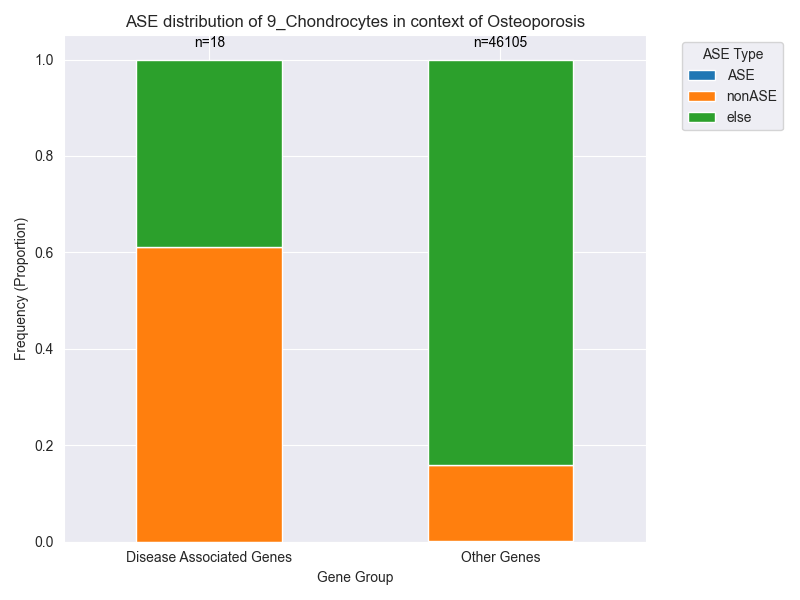 ASE distribution of 9_Chondrocytes in context of Osteoporosis
n=18
n=46105
ASE Type
ASE
nonASE
else
1.0
0.8
0.6
0.4
0.2
0.0
Frequency (Proportion)
Disease Associated Genes
Other Genes
Gene Group